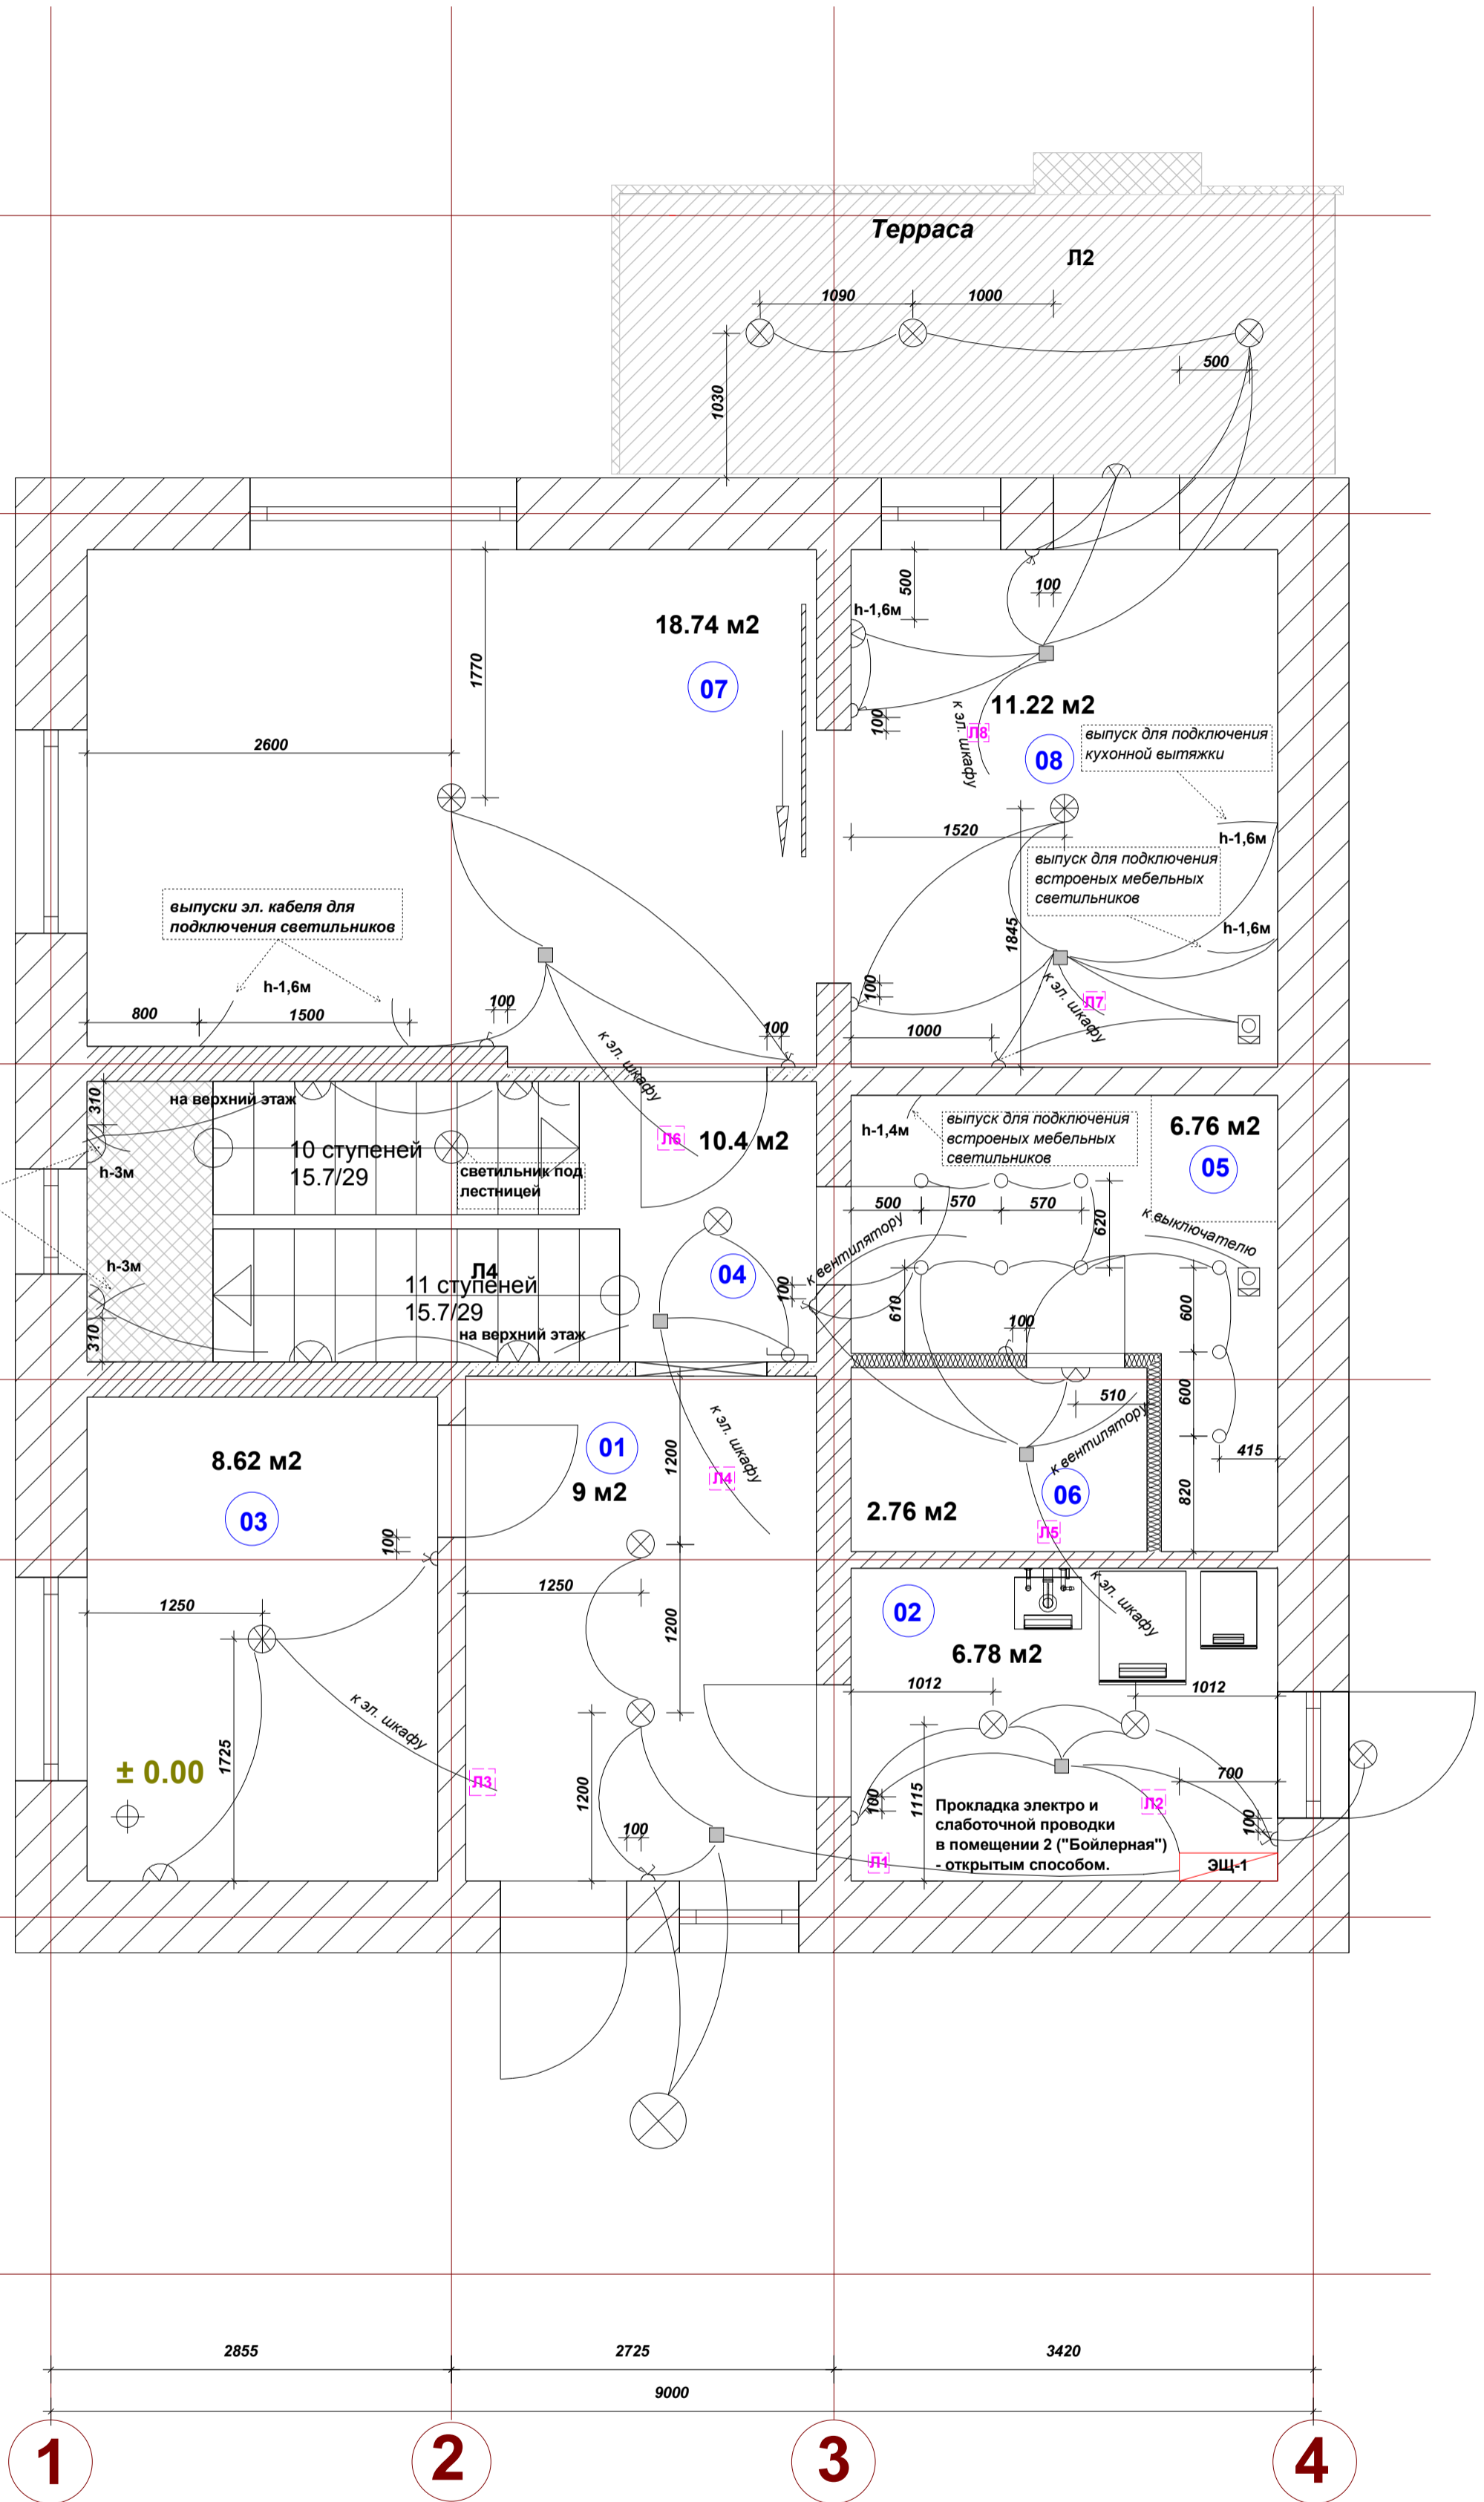 Терраса
Л2
1090
1000
500
1030
18.74 м2
07
1770
2600
500
h-1,6м
100
100
11.22 м2
Л8
к эл. шкафу
08
выпуск для подключения
кухонной вытяжки
h-1,6м
1520
выпуск для подключения
встроеных мебельных
светильников
h-1,6м
1845
выпуски эл. кабеля для
подключения светильников
h-1,6м
800
1500
100
100
100
1000
к эл. шкафу
Л7
к эл. шкафу
Л6
10.4 м2
310
на верхний этаж
h-3м
10 ступеней
15.7/29
светильник под
лестницей
h-1,4м
выпуск для подключения
встроеных мебельных
светильников
6.76 м2
05
500
570
570
620
к вентилятору
к выключателю
h-3м
Л4
11 ступеней
15.7/29
на верхний этаж
310
04
100
610
100
600
600
510
415
820
к вентилятору
8.62 м2
03
01
9 м2
1200
к эл. шкафу
Л4
2.76 м2
06
Л5
к эл. шкафу
100
1250
1250
1200
02
6.78 м2
1012
1012
к эл. шкафу
1725
± 0.00
Л3
1200
100
100
1115
700
100
Л2
Л1
Прокладка электро и
слаботочной проводки
в помещении 2 ("Бойлерная")
- открытым способом.
ЭЩ-1
2855
2725
3420
9000
1
2
3
4